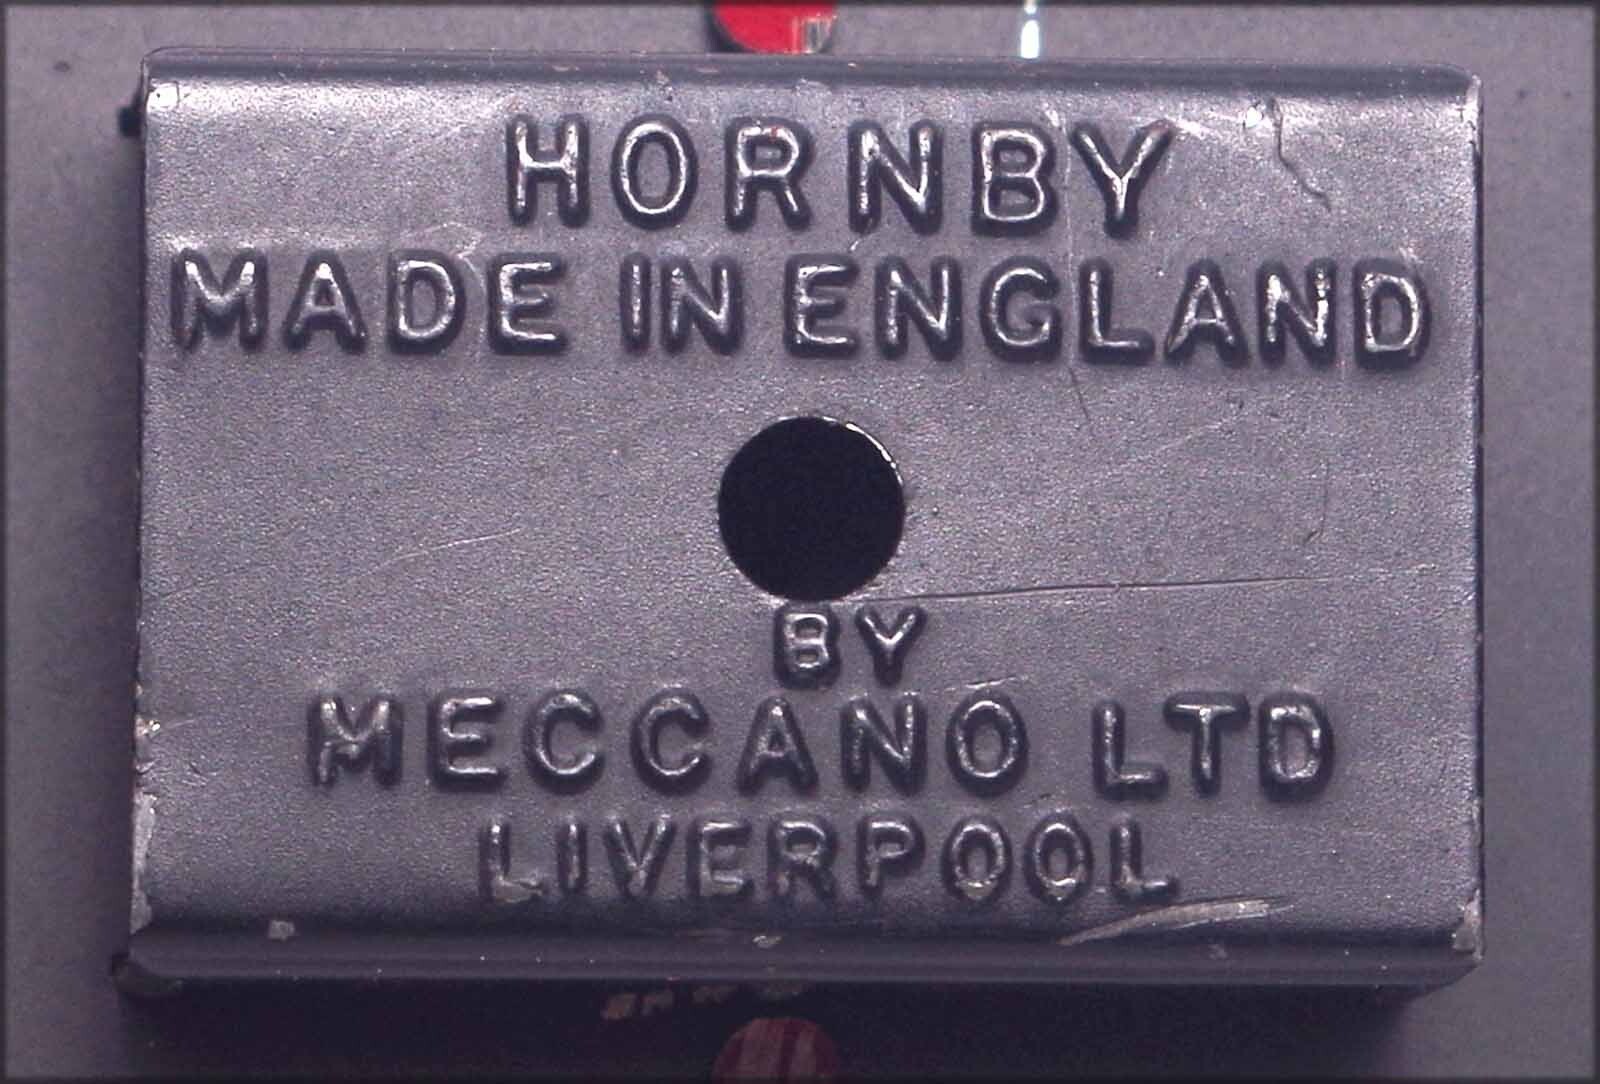 HORNBY
MADE IN ENGLAND
BY
MECCANO LTD
LIVERPOOL